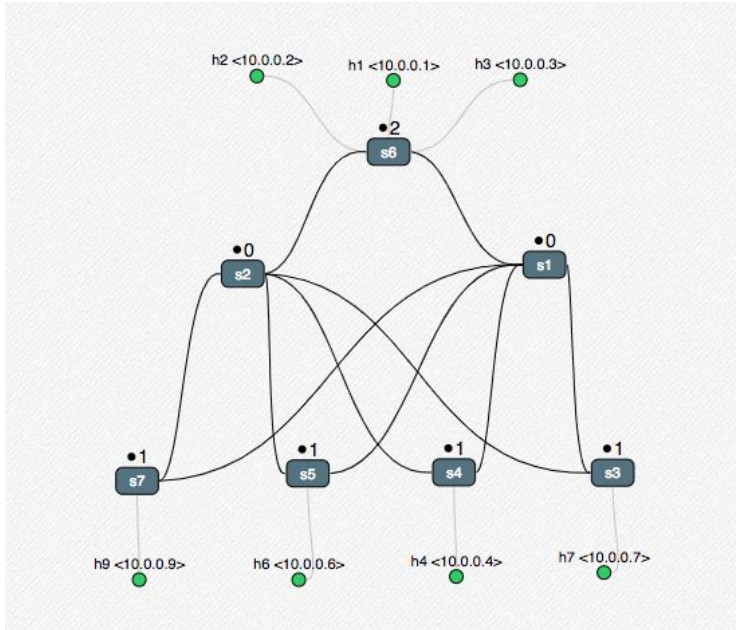 h2 <10.0.0.2>
h1 <10.0.0.1>
h3 <10.0.0.3>
•2
s6
•0
s2
•0
s1
•1
s7
•1
s5
•1
s4
•1
s3
h9 <10.0.0.9>
h6 <10.0.0.6>
h4 <10.0.0.4>
h7 <10.0.0.7>